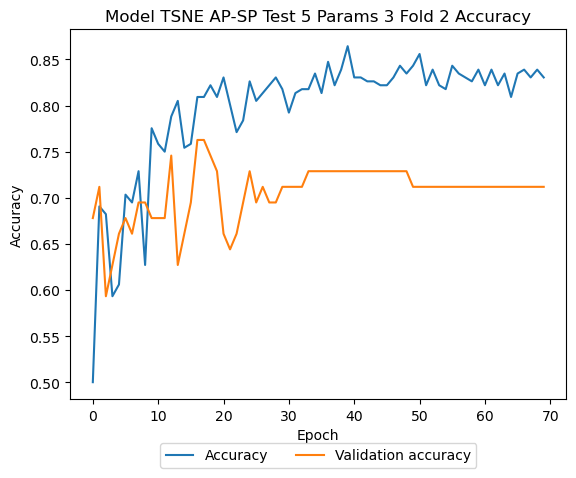 Model TSNE AP-SP Test 5 Params 3 Fold 2 Accuracy
0.85
0.80
0.75
0.70
0.65
0.60
0.55
0.50
Accuracy
0 10 20 30 40 50 60 70
Epoch
Accuracy Validation accuracy